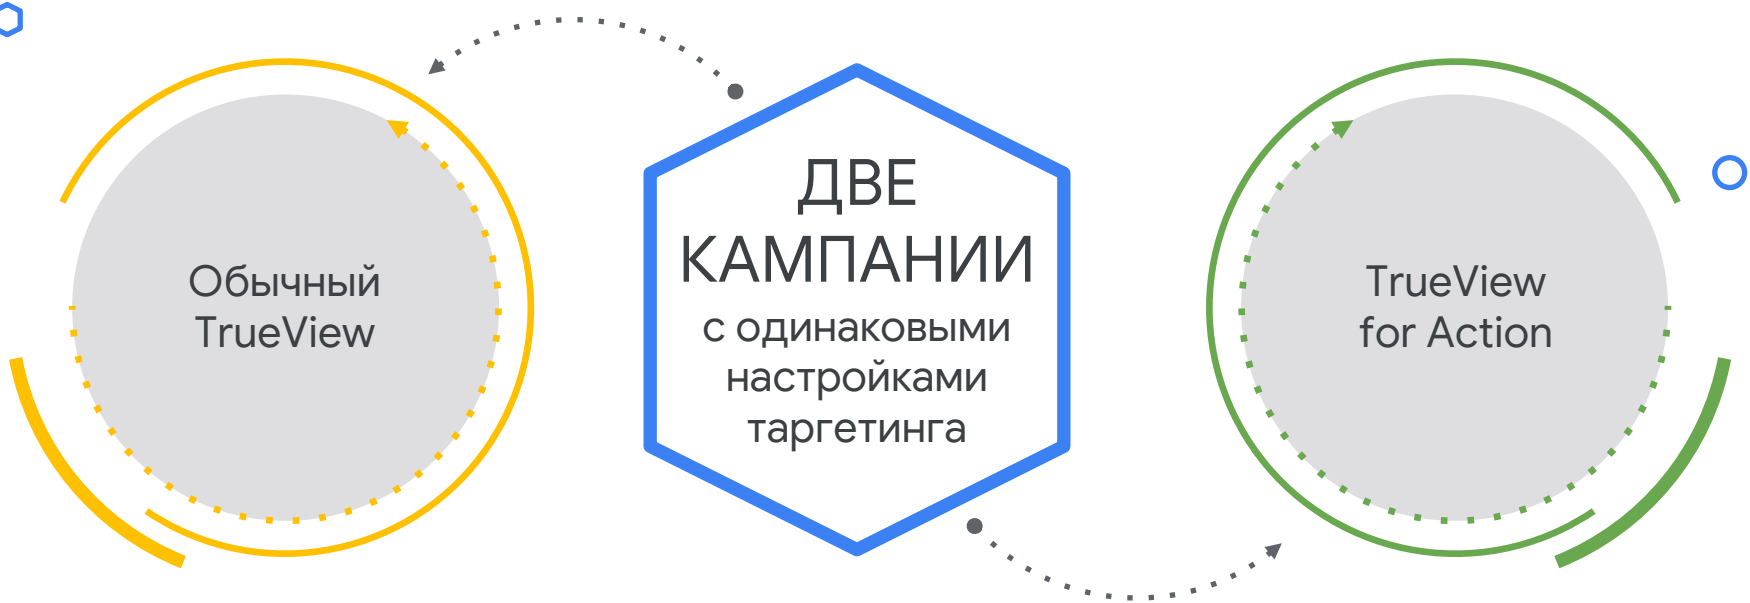 Обычный
TrueView
ДВЕ
КАМПАНИИ
с одинаковыми
настройками
таргетинга
TrueView
for Action